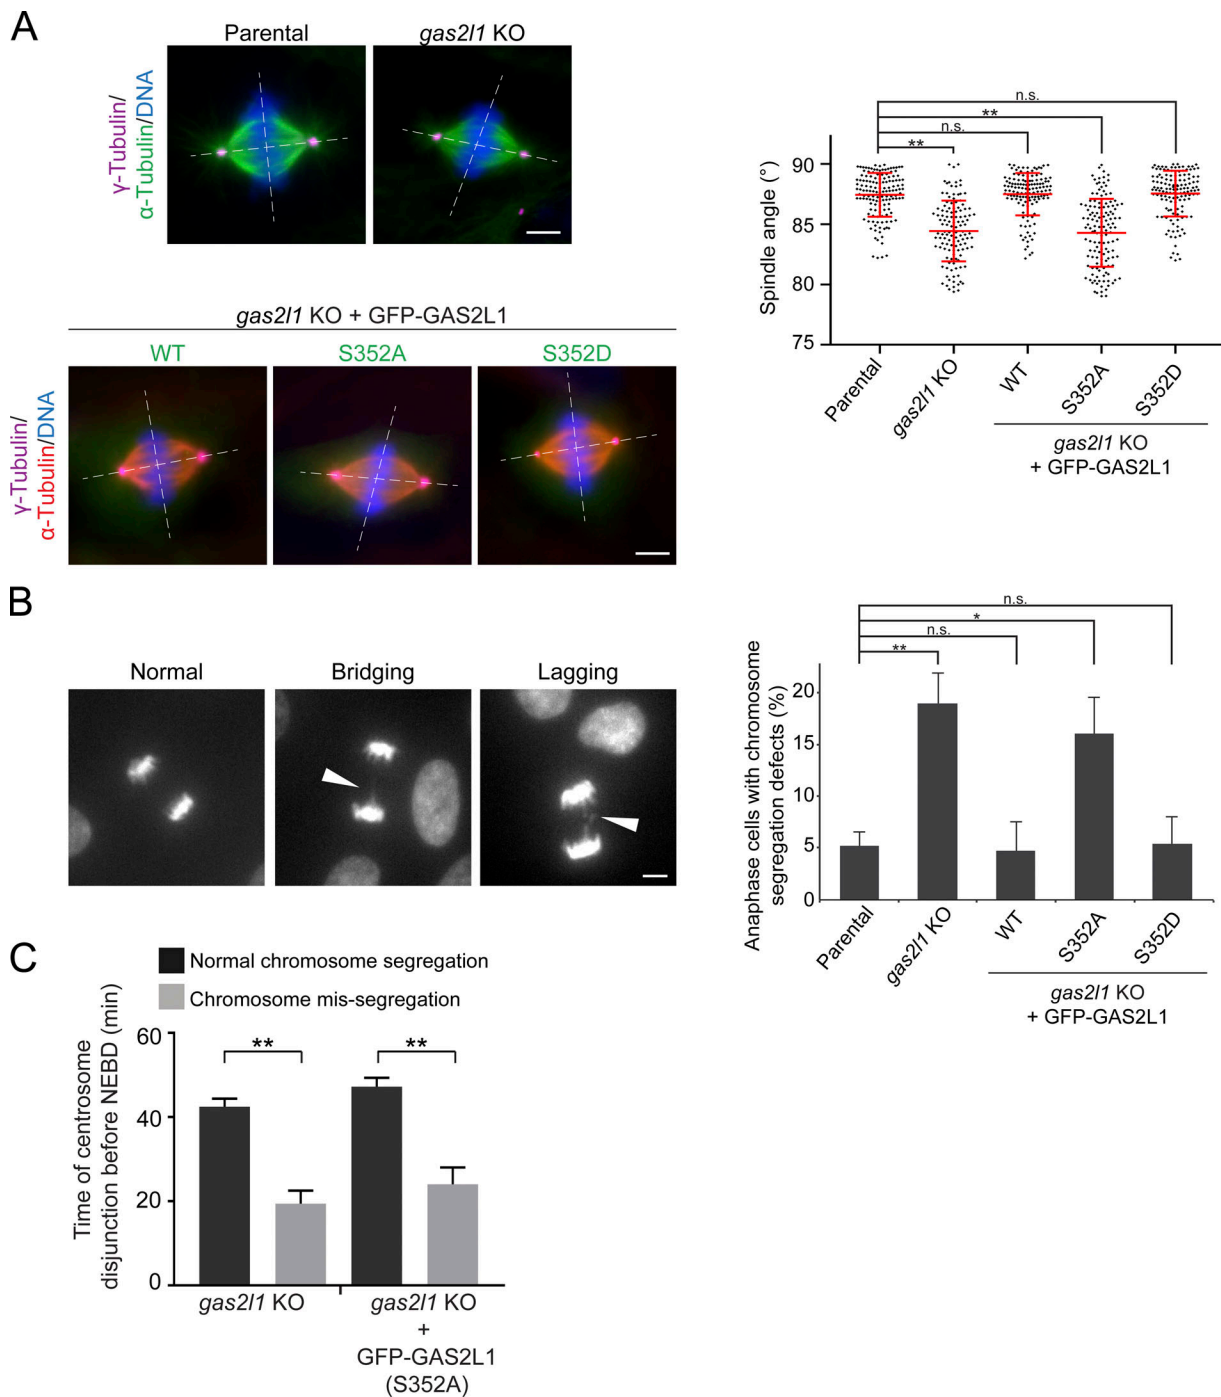 A
Parental
gas2l1 KO
γ-Tubulin/
α-Tubulin/DNA
gas2l1 KO + GFP-GAS2L1
WT
S352A
S352D
γ-Tubulin/
α-Tubulin/DNA
n.s.
**
n.s.
**
Spindle angle (°)
90
85
80
75
Parental
gas2l1 KO
WT
S352A
S352D
gas2l1 KO
+ GFP-GAS2L1
B
Normal
Bridging
Lagging
n.s.
*
n.s.
**
Anaphase cells with chromosome
segregation defects (%)
20
15
10
5
0
Parental
gas2l1 KO
WT
S352A
S352D
gas2l1 KO
+ GFP-GAS2L1
C
Normal chromosome segregation
Chromosome mis-segregation
Time of centrosome
disjunction before NEBD (min)
60
40
20
0
**
**
gas2l1 KO
gas2l1 KO
+
GFP-GAS2L1
(S352A)